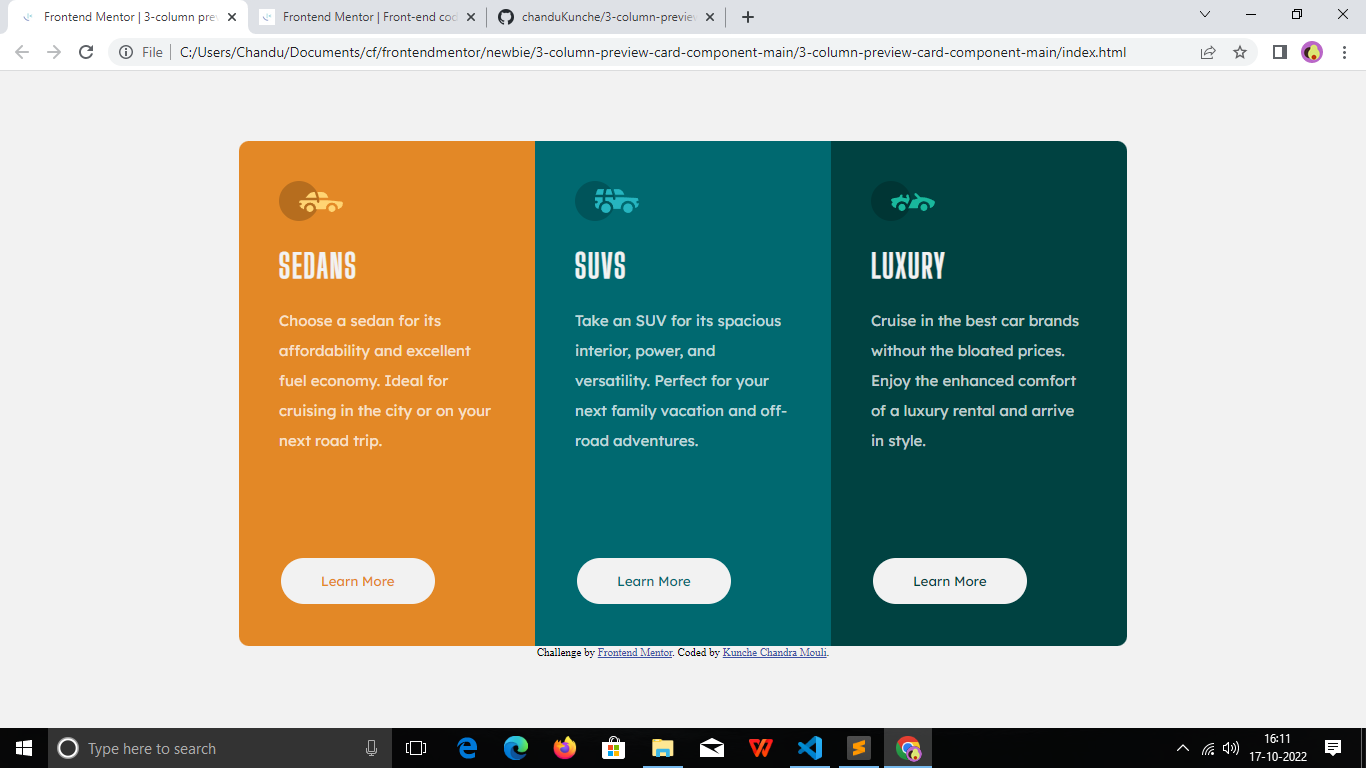 Frontend Mentor | 3-column pre
Frontend Mentor | Front-end cod
chanduKunche/3-column-preview
File
C:/Users/Chandu/Documents/cf/frontendmentor/newbie/3-column-preview-card-component-main/3-column-preview-card-component-main/index.html
SEDANS
Choose a sedan for its
affordability and excellent
fuel economy. Ideal for
cruising in the city or on your
next road trip.
Learn More
SUVS
Take an SUV for its spacious
interior, power, and
versatility. Perfect for your
next family vacation and off-
road adventures.
Learn More
LUXURY
Cruise in the best car brands
without the bloated prices.
Enjoy the enhanced comfort
of a luxury rental and arrive
in style.
Learn More
Challenge by Frontend Mentor. Coded by Kunche Chandra Mouli.
Type here to search
16:11
17-10-2022